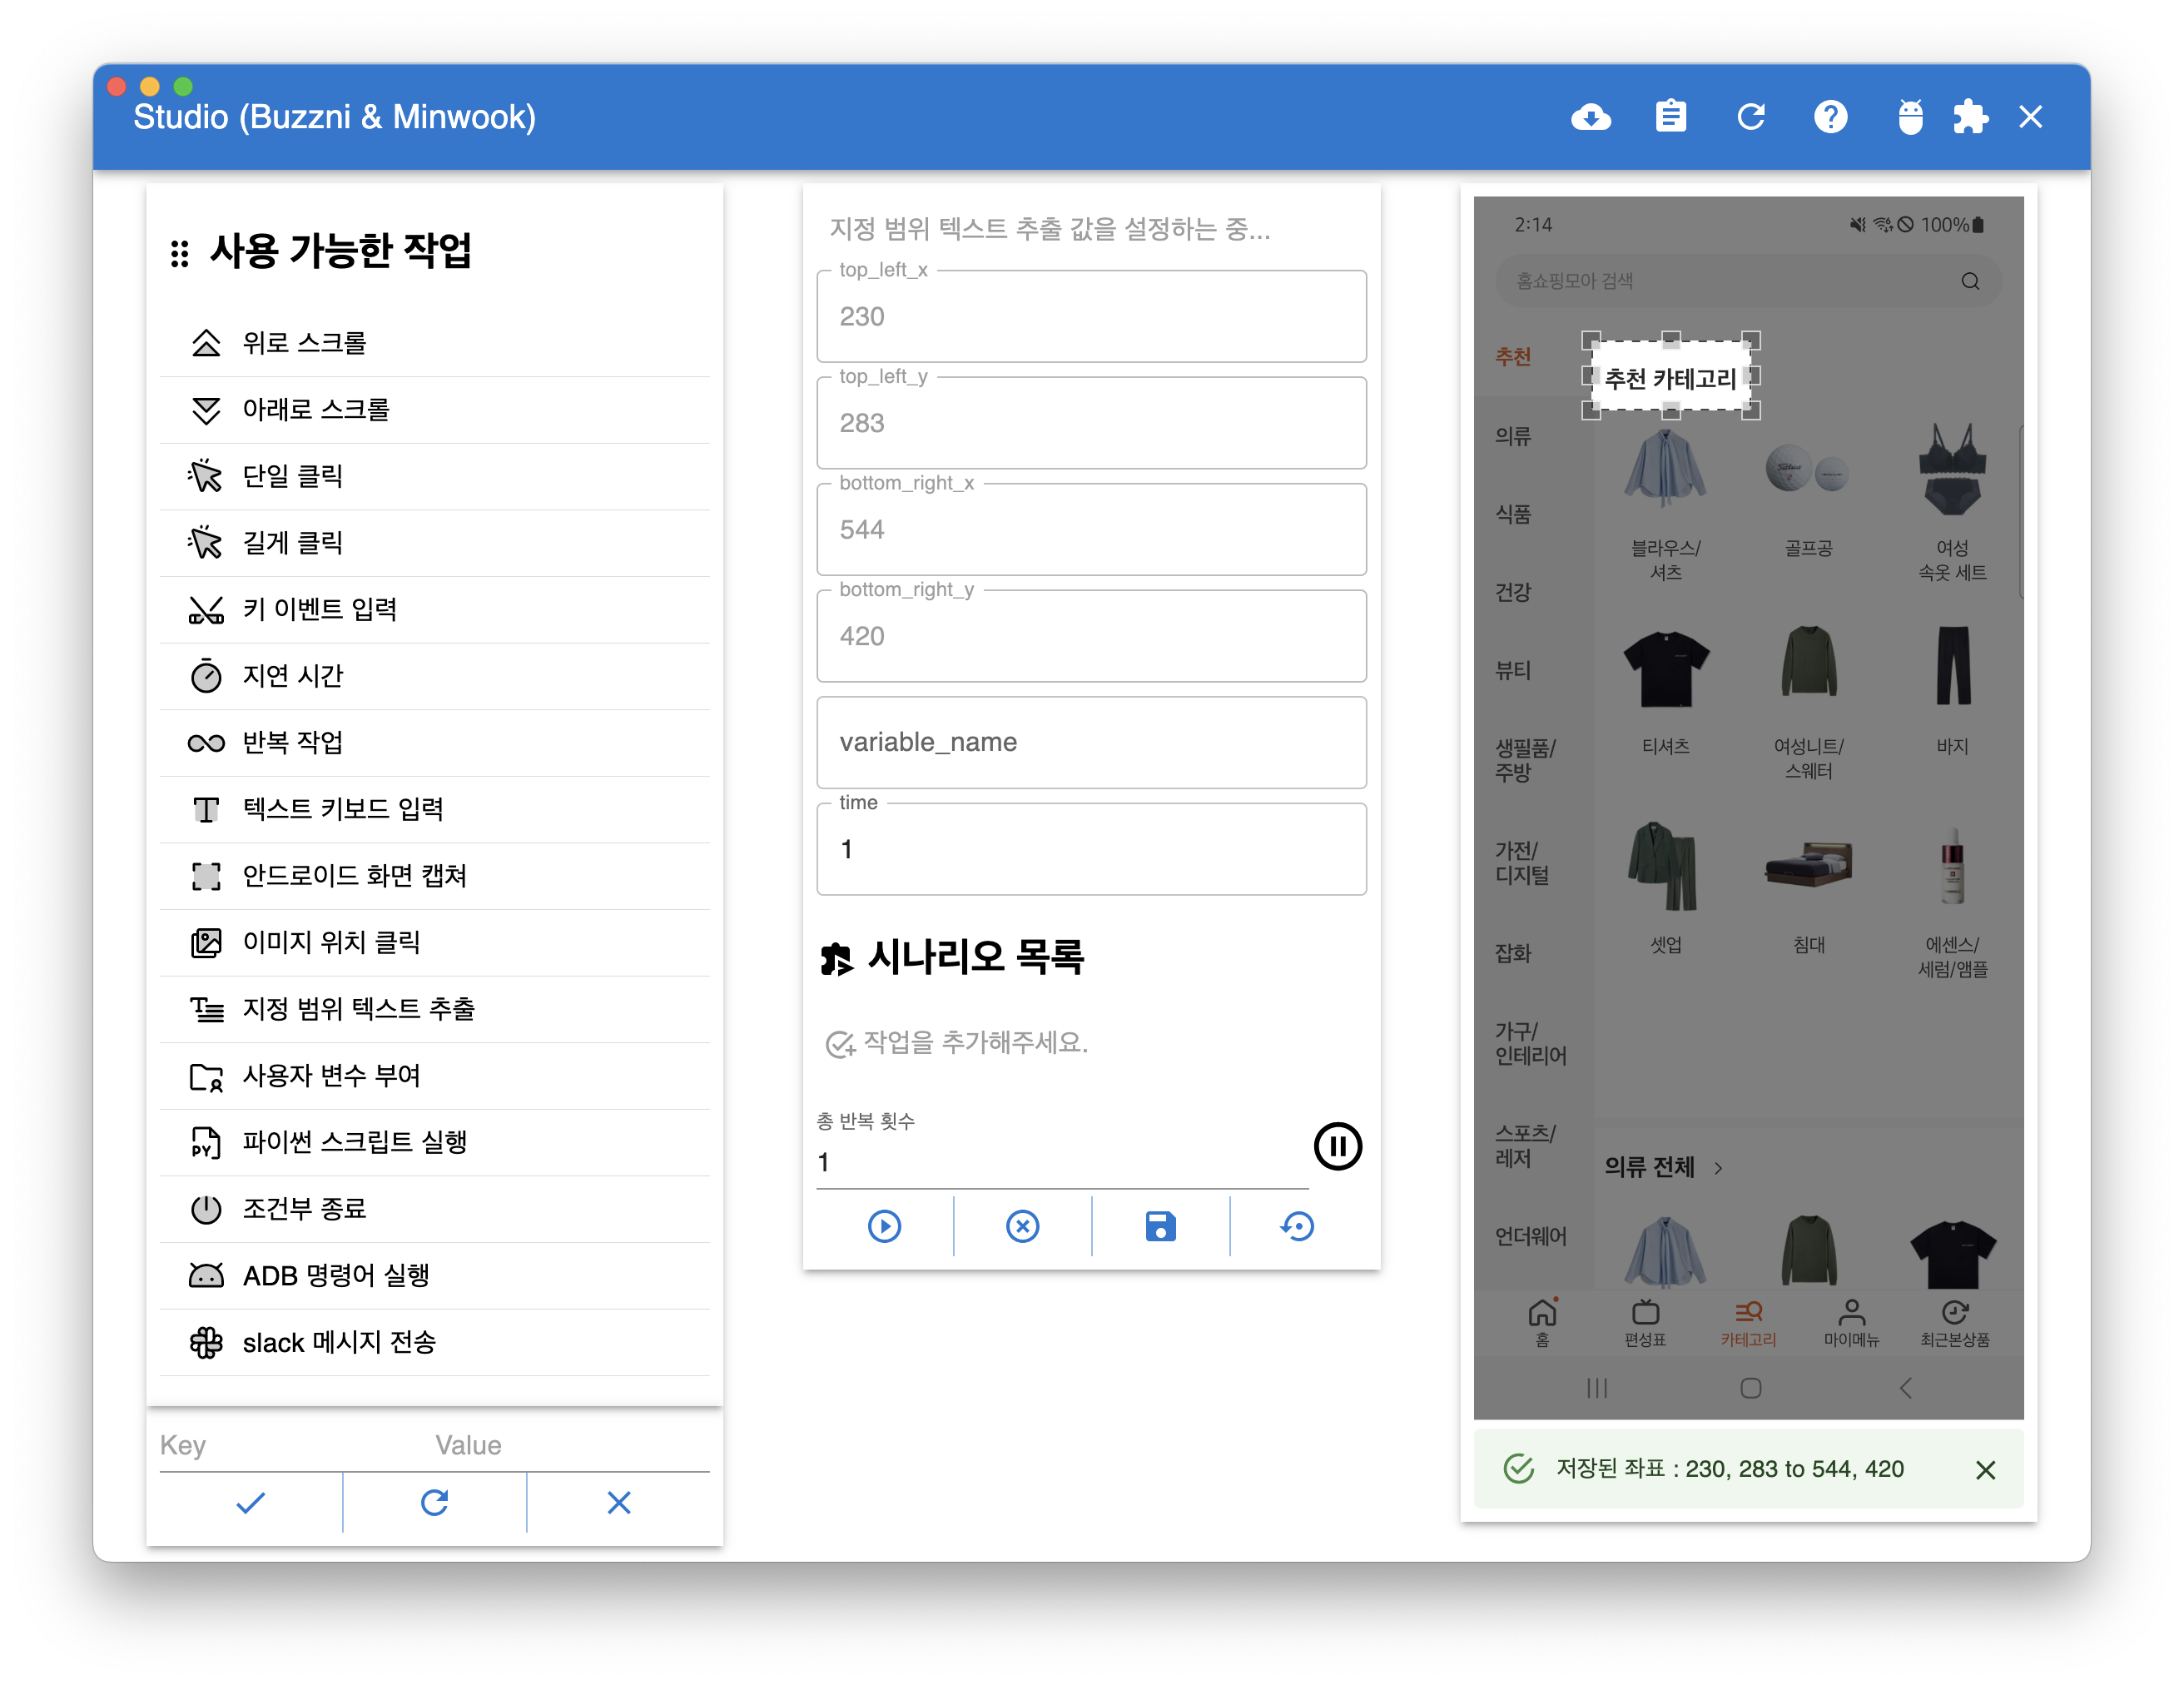 Studio (Buzzni & Minwook)
사용 가능한 작업
위로 스크롤
아래로 스크롤
단일 클릭
길게 클릭
키 이벤트 입력
지연 시간
반복 작업
텍스트 키보드 입력
안드로이드 화면 캡쳐
이미지 위치 클릭
지정 범위 텍스트 추출
사용자 변수 부여
PY
파이썬 스크립트 실행
조건부 종료
ADB 명령어 실행
slack 메시지 전송
Key Value
지정 범위 텍스트 추출 값을 설정하는 중...
top_left_x
230
top_left_y
283
bottom_right_x
544
bottom_right_y
420
variable_name
time
1
시나리오 목록
작업을 추가해주세요.
총 반복 횟수
1
2:14 100%
홈쇼핑모아 검색
추천
의류
식품
건강
뷰티
생필품/
주방
가전/
디지털
잡화
가구/
인테리어
스포츠/
레저
언더웨어
추천 카테고리
블라우스/
셔츠
골프공
여성
속옷 세트
티셔츠
여성니트/
스웨터
바지
셋업
침대
에센스/
세럼/앰플
의류 전체
홈
편성표
카테고리
마이메뉴
최근본상품
저장된 좌표 : 230, 283 to 544, 420